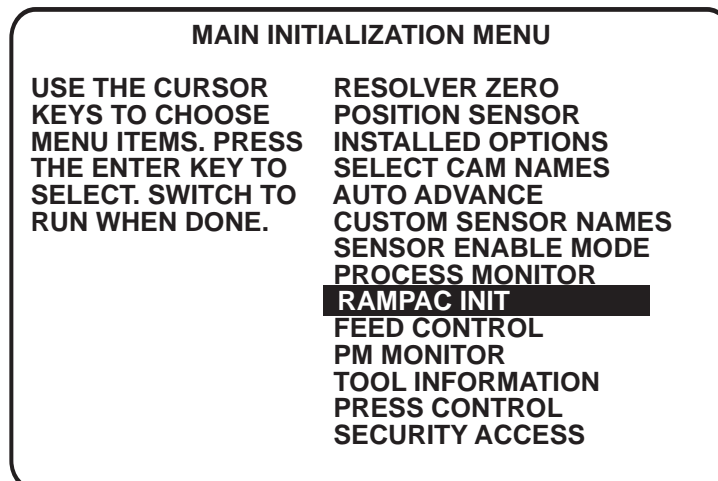 MAIN INITIALIZATION MENU
USE THE CURSOR
KEYS TO CHOOSE
MENU ITEMS. PRESS
THE ENTER KEY TO
SELECT. SWITCH TO
RUN WHEN DONE.
RESOLVER ZERO
POSITION SENSOR
INSTALLED OPTIONS
SELECT CAM NAMES
AUTO ADVANCE
CUSTOM SENSOR NAMES
SENSOR ENABLE MODE
PROCESS MONITOR
RAMPAC INIT
FEED CONTROL
PM MONITOR
TOOL INFORMATION
PRESS CONTROL
SECURITY ACCESS